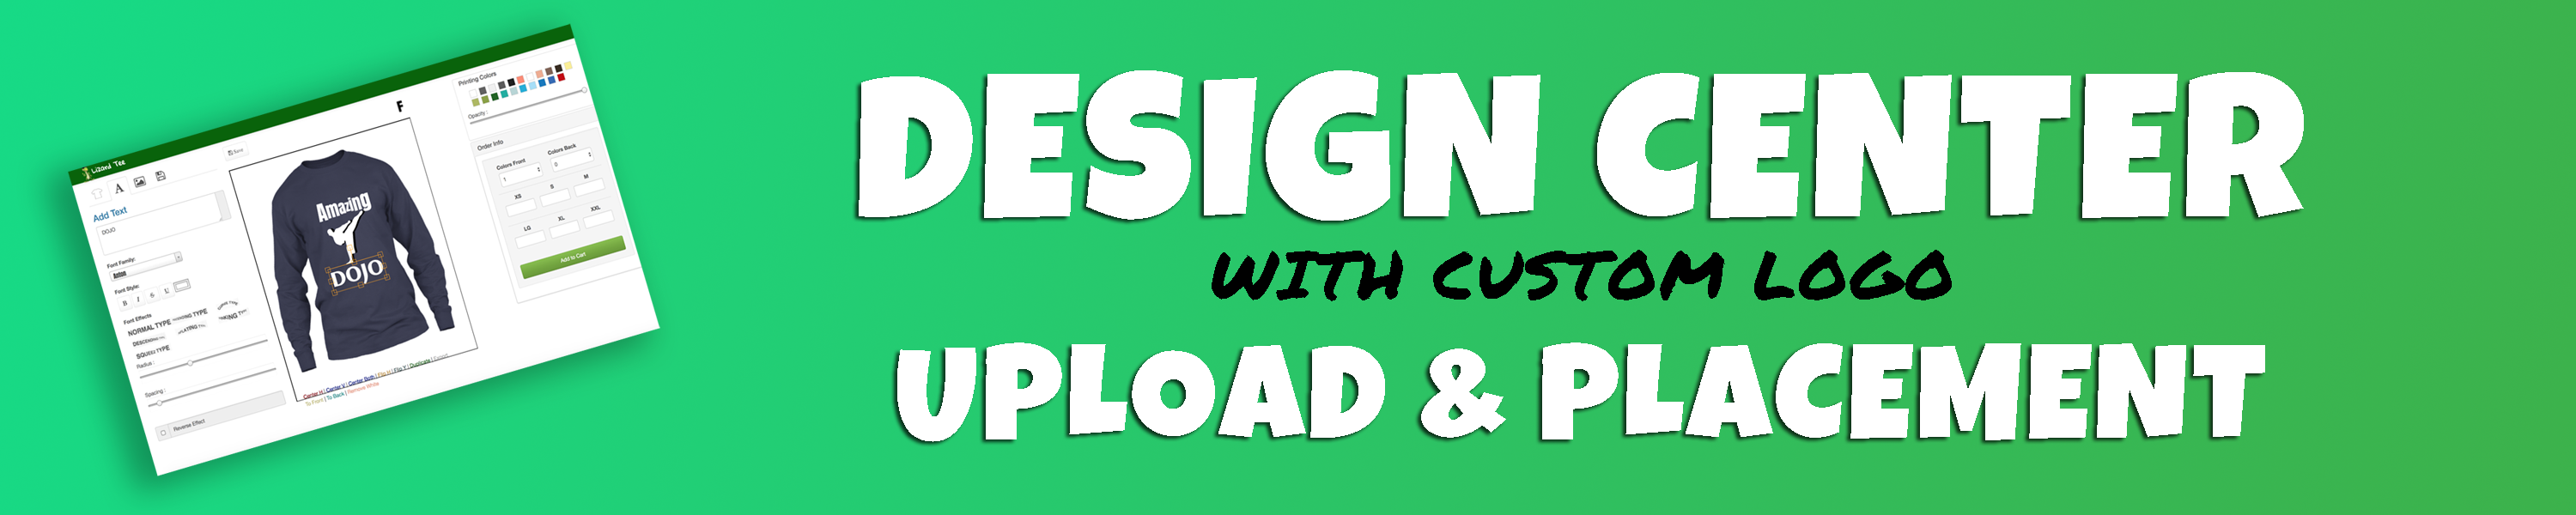 DESIGN CENTER
WITH CUSTOM LOGO
UPLOAD & PLACEMENT
Lizard Tee
Save
F
Add Text
DOJO
Font Family:
Anton
Font Style:
B I S U
Font Effects
NORMAL TYPE
SQUEEZ TYPE
Radius :
Spacing :
Reverse Effect
Amazing
DOJO
Center H | Center V | Center Both | Flip H | Flip V | Duplicate |
To Front | To Back | Remove White
Printing Colors
Opacity :
Order Info
Colors Front Colors Back
1 0
XS S M
LG XL XXL
Add to Cart